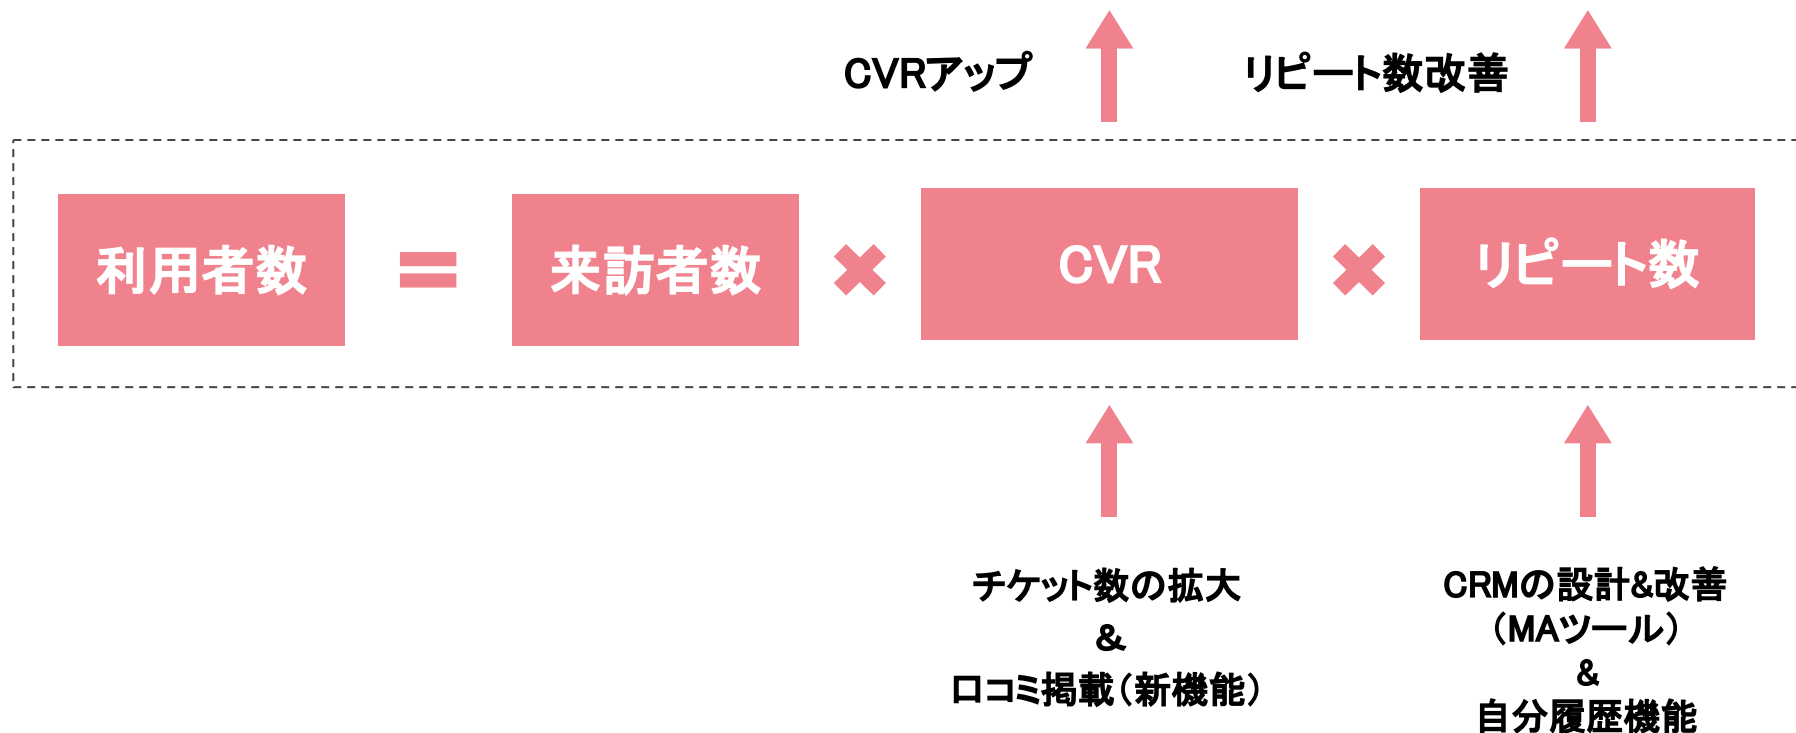 CVRアップ リピート数改善
利用者数 = 来訪者数 × CVR × リピート数
チケット数の拡大
&
口コミ掲載（新機能）
CRMの設計&改善
（MAツール）
&
自分履歴機能